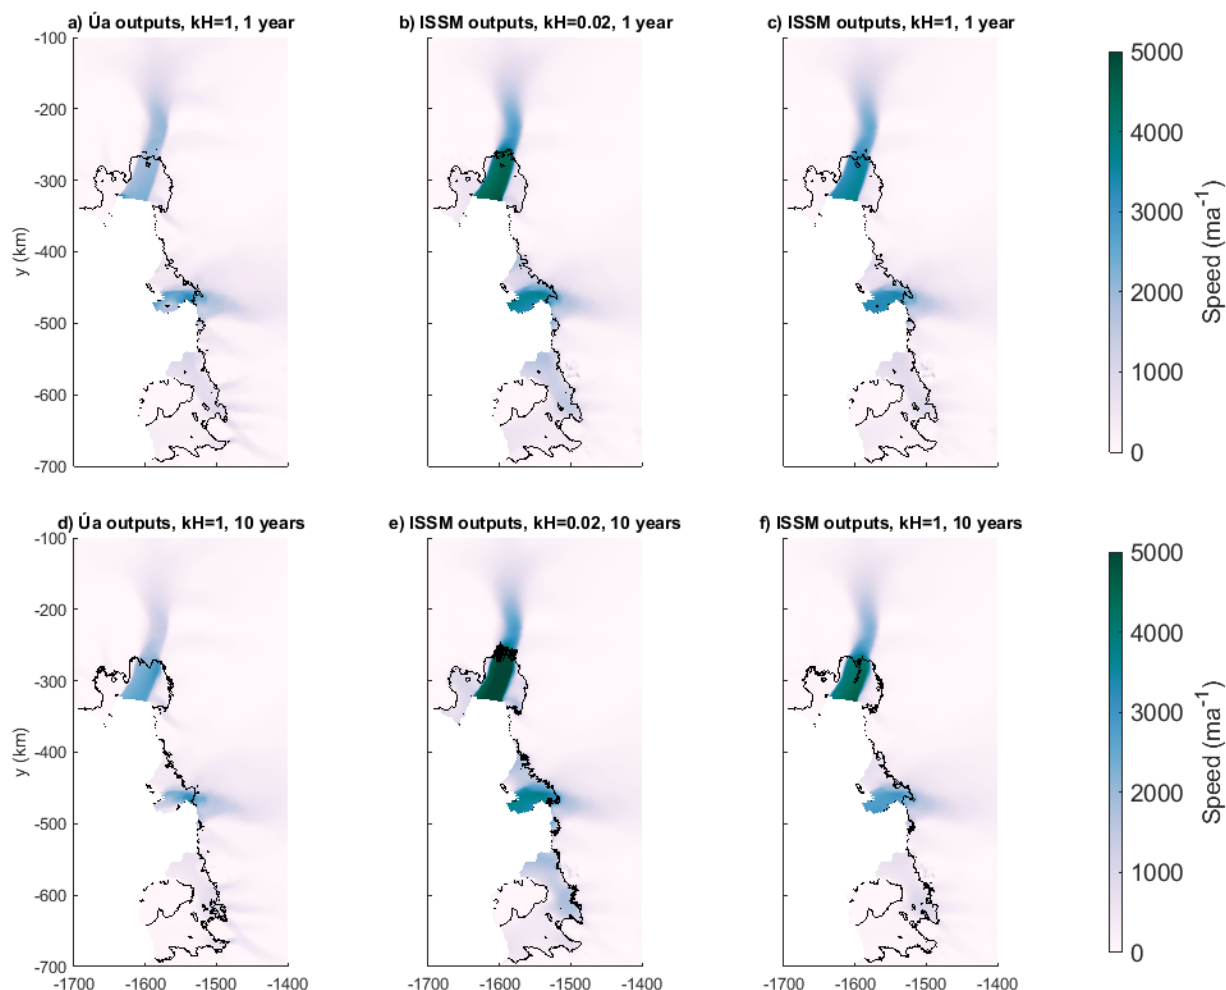 a) Úa outputs, kH=1, 1 year
b) ISSM outputs, kH=0.02, 1 year
c) ISSM outputs, kH=1, 1 year
-100
-200
-300
-400
-500
-600
-700
y (km)
5000
4000
3000
2000
1000
0
Speed (ma⁻¹)
d) Úa outputs, kH=1, 10 years
e) ISSM outputs, kH=0.02, 10 years
f) ISSM outputs, kH=1, 10 years
-100
-200
-300
-400
-500
-600
-700
y (km)
-1700 -1600 -1500 -1400
-1700 -1600 -1500 -1400
-1700 -1600 -1500 -1400
5000
4000
3000
2000
1000
0
Speed (ma⁻¹)